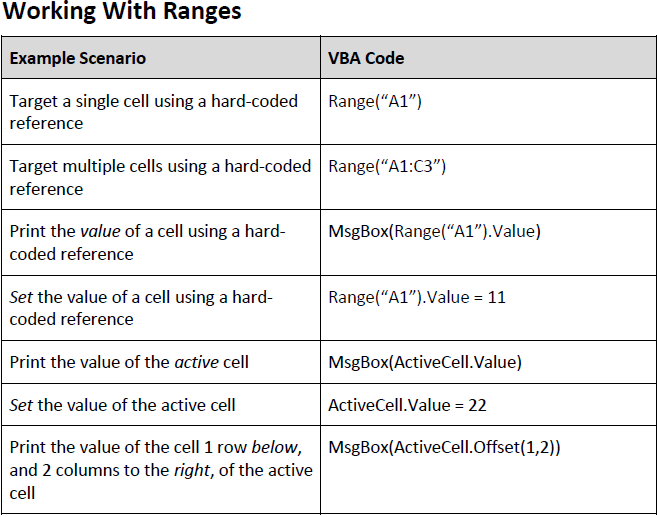 Working With Ranges
Example Scenario VBA Code
Target a single cell using a hard-coded Range(“A1”)
reference
Target multiple cells using a hard-coded Range(“A1:C3”)
reference
Print the value of a cell using a hard- MsgBox(Range(“A1”).Value)
coded reference
Set the value of a cell using a hard- Range(“A1”).Value = 11
coded reference
Print the value of the active cell MsgBox(ActiveCell.Value)
Set the value of the active cell ActiveCell.Value = 22
Print the value of the cell 1 row below, MsgBox(ActiveCell.Offset(1,2))
and 2 columns to the right, of the active
cell